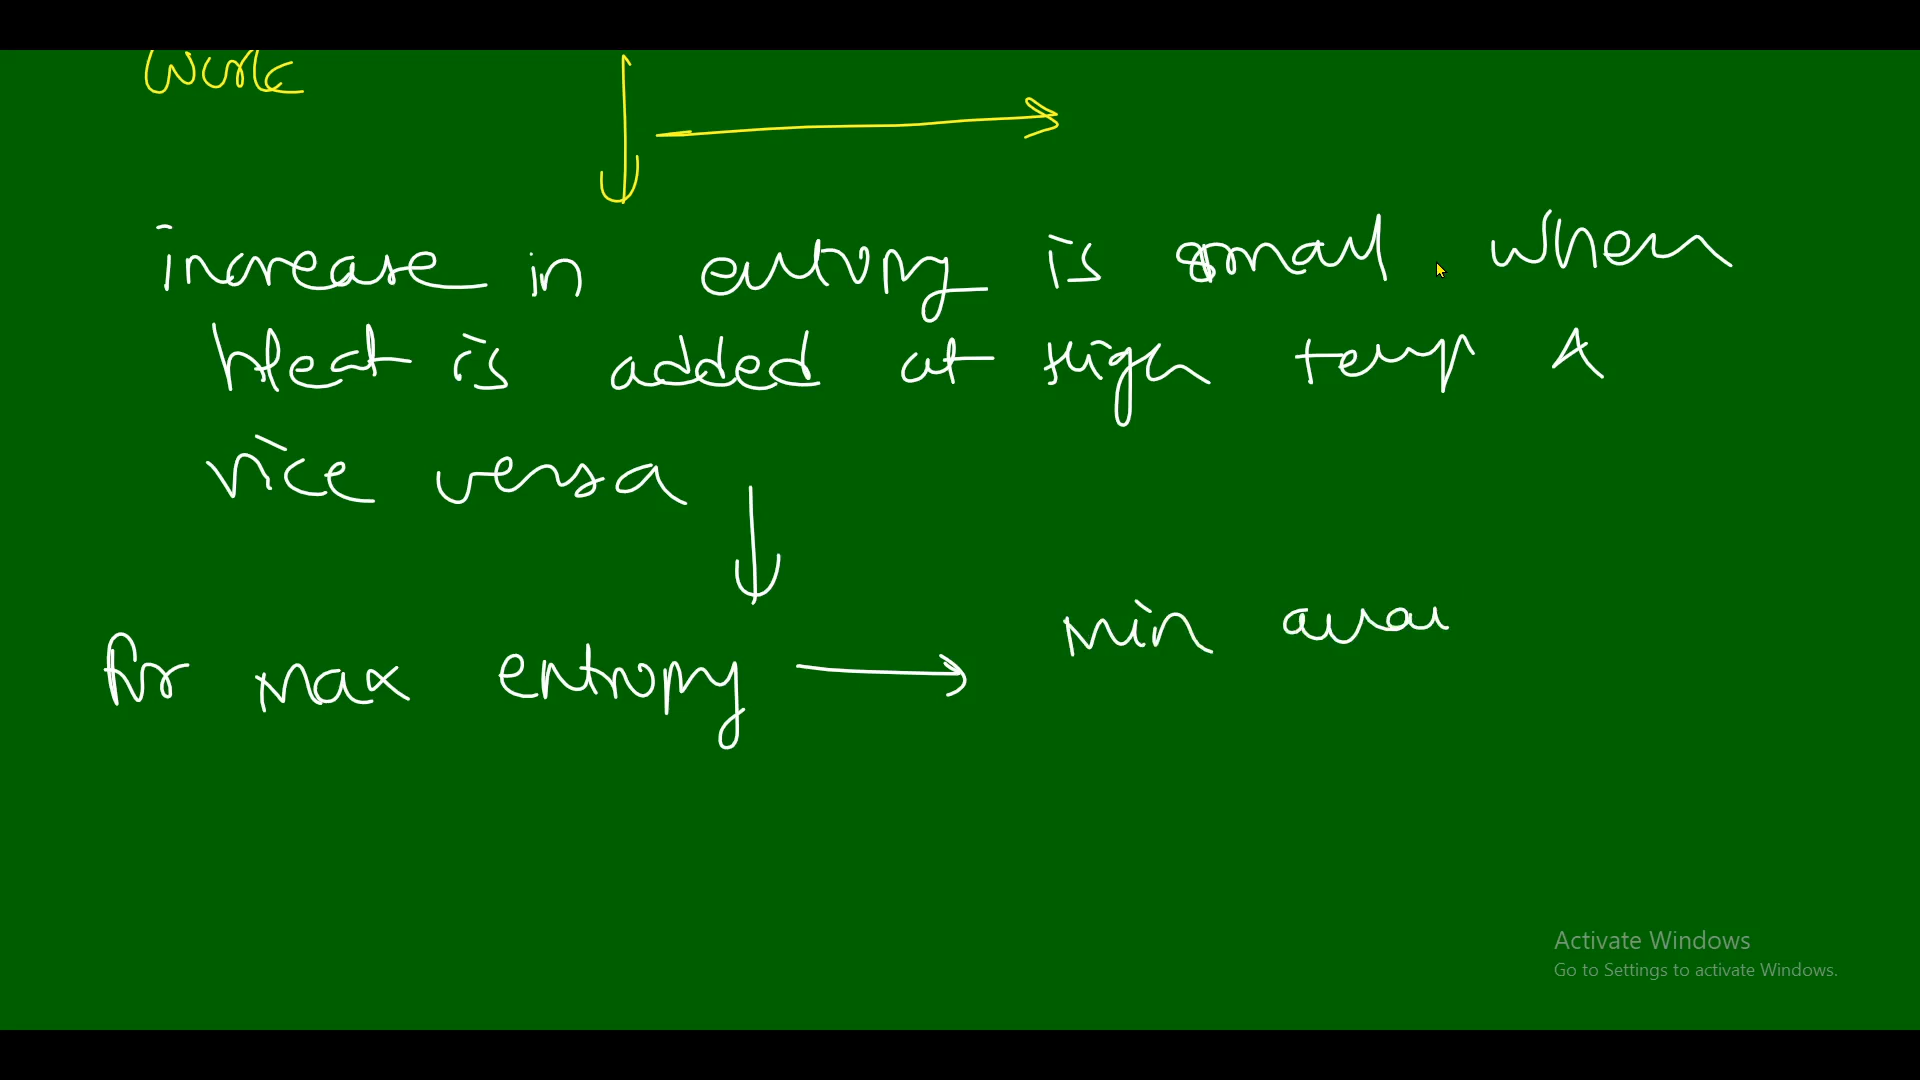 Work
increase in entropy is small when
Heat is added at High temp &
vice versa
for max entropy → min avai
Activate Windows
Go to Settings to activate Windows.